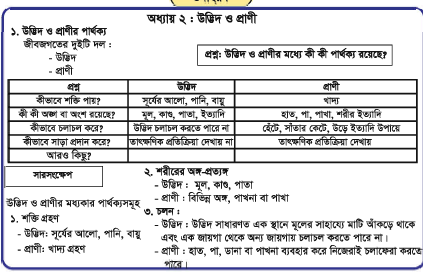 অধ্যায় ২ : উদ্ভিদ ও প্রাণী
১. উদ্ভিদ ও প্রাণীর পার্থক্য
জীবজগতের দুইটি দল :
- উদ্ভিদ
- প্রাণী
প্রশ্ন: উদ্ভিদ ও প্রাণীর মধ্যে কী কী পার্থক্য রয়েছে?
প্রশ্ন উদ্ভিদ প্রাণী
কীভাবে শক্তি পায়? সূর্যের আলো, পানি, বায়ু খাদ্য
কী কী অঙ্গ বা অংশ রয়েছে? মূল, কাণ্ড, পাতা, ইত্যাদি হাত, পা, পাখা, শরীর ইত্যাদি
কীভাবে চলাচল করে? উদ্ভিদ চলাচল করতে পারে না হেঁটে, সাঁতার কেটে, উড়ে ইত্যাদি উপায়ে
কীভাবে সাড়া প্রদান করে? তাৎক্ষণিক প্রতিক্রিয়া দেখায় না তাৎক্ষণিক প্রতিক্রিয়া দেখায়
আরও কিছু?
সারসংক্ষেপ
উদ্ভিদ ও প্রাণীর মধ্যকার পার্থক্যসমূহ
১. শক্তি গ্রহণ
- উদ্ভিদ: সূর্যের আলো, পানি, বায়ু
- প্রাণী: খাদ্য গ্রহণ
২. শরীরের অঙ্গ-প্রত্যঙ্গ
- উদ্ভিদ : মূল, কাণ্ড, পাতা
- প্রাণী : বিভিন্ন অঙ্গ, পাখনা বা পাখা
৩. চলন :
- উদ্ভিদ : উদ্ভিদ সাধারণত এক স্থানে মূলের সাহায্যে মাটি আঁকড়ে থাকে
এবং এক জায়গা থেকে অন্য জায়গায় চলাচল করতে পারে না।
- প্রাণী : হাত, পা, ডানা বা পাখনা ব্যবহার করে নিজেরাই চলাফেরা করতে
পারে।